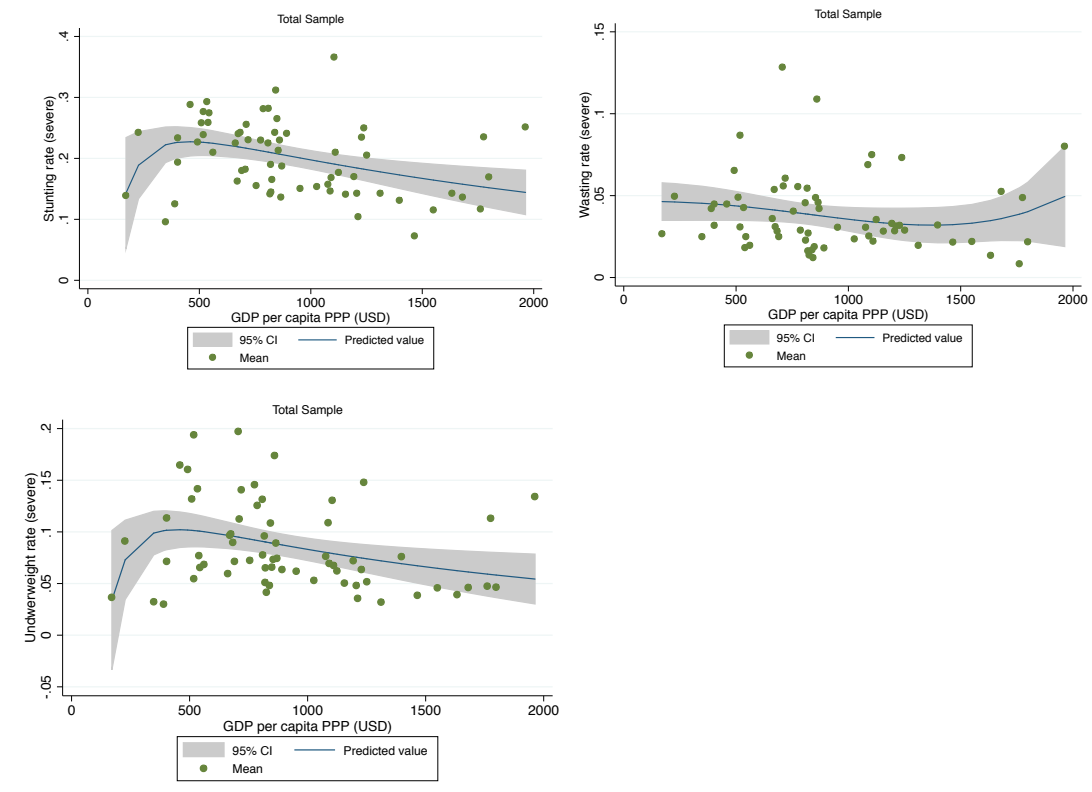 Total Sample
Stunting rate (severe)
.4
.3
.2
.1
0
0 500 1000 1500 2000
GDP per capita PPP (USD)
95% CI Predicted value
Mean
Total Sample
Wasting rate (severe)
.15
.1
.05
0
0 500 1000 1500 2000
GDP per capita PPP (USD)
95% CI Predicted value
Mean
Total Sample
Undwerweight rate (severe)
.2
.15
.1
.05
0
-.05
0 500 1000 1500 2000
GDP per capita PPP (USD)
95% CI Predicted value
Mean